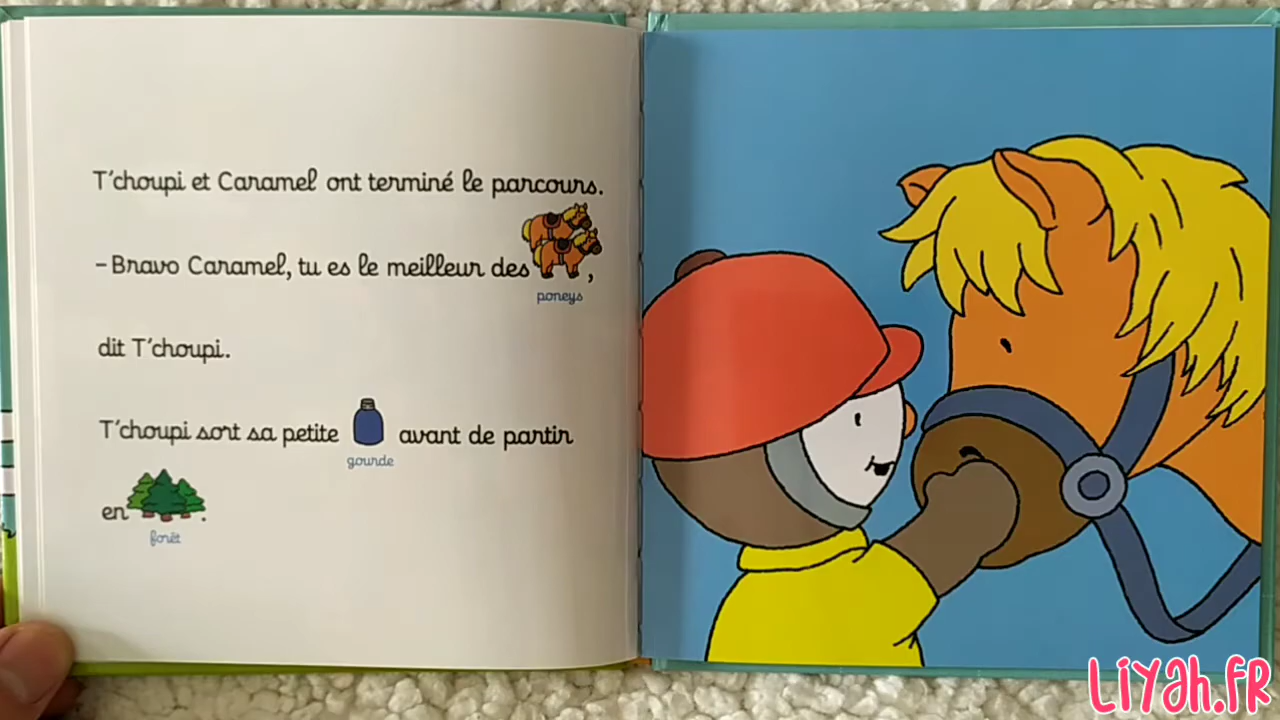 T'choupi et Caramel ont terminé le parcours.
– Bravo Caramel, tu es le meilleur des ,
poneys
dit T'choupi.
T'choupi sort sa petite avant de partir
gourde
en .
forêt
LiYah.FR